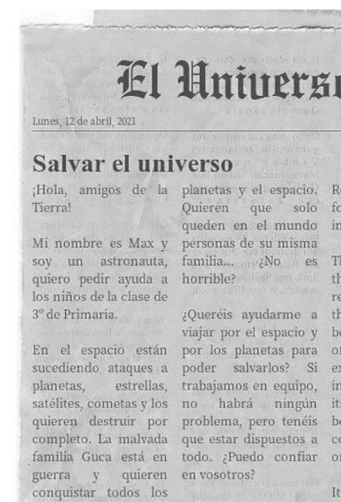 El Universo
Lunes, 12 de abril, 2021
Salvar el universo
¡Hola, amigos de la
Tierra!
Mi nombre es Max y
soy un astronauta,
quiero pedir ayuda a
los niños de la clase de
3º de Primaria.
En el espacio están
sucediendo ataques a
planetas, estrellas,
satélites, cometas y los
quieren destruir por
completo. La malvada
familia Guca está en
guerra y quieren
conquistar todos los
planetas y el espacio.
Quieren que solo
queden en el mundo
personas de su misma
familia... ¿No es
horrible?
¿Queréis ayudarme a
viajar por el espacio y
por los planetas para
poder salvarlos? Si
trabajamos en equipo,
no habrá ningún
problema, pero tenéis
que estar dispuestos a
todo. ¿Puedo confiar
en vosotros?